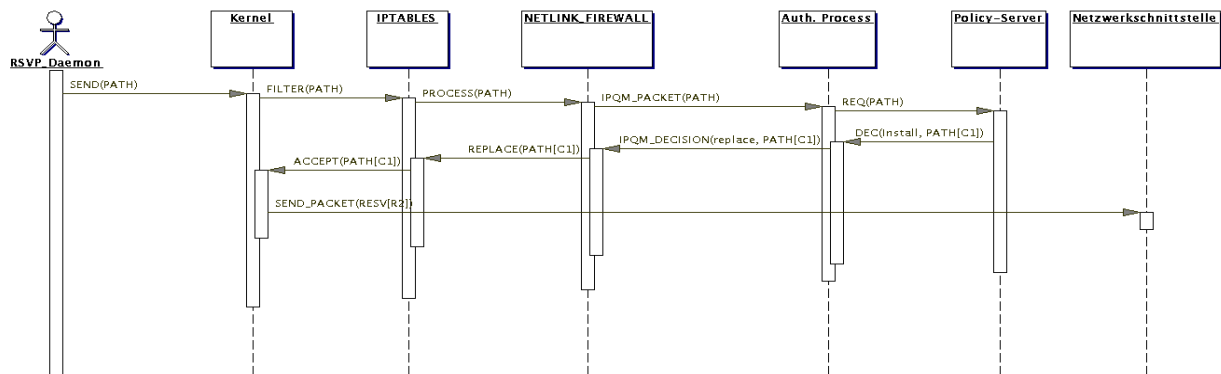 Kernel
IPTABLES
NETLINK_FIREWALL
Auth. Process
Policy-Server
Netzwerkschnittstelle
RSVP_Daemon
SEND(PATH)
FILTER(PATH)
PROCESS(PATH)
IPQM_PACKET(PATH)
REQ(PATH)
DEC(Install, PATH[C1])
IPQM_DECISION(replace, PATH[C1])
REPLACE(PATH[C1])
ACCEPT(PATH[C1])
SEND_PACKET(RESV[R2])